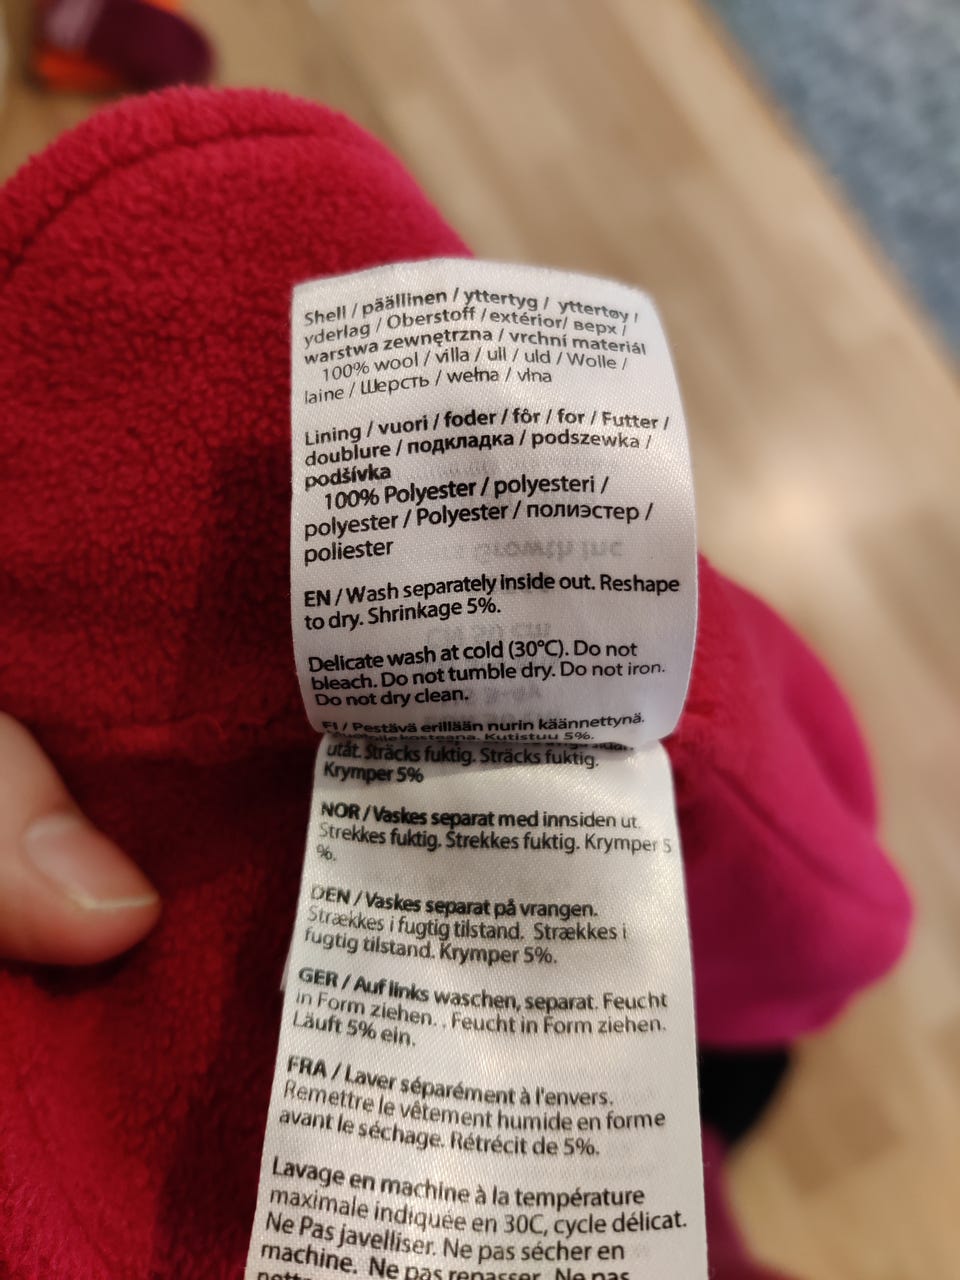 Shell / päällinen / yttertyg / yttertøy /
yderlag / Oberstoff / extérior/ верх /
warstwa zewnętrzna / vrchní materiál
100% wool / villa / ull / uld / Wolle /
laine / Шерсть / wełna / vlna
Lining / vuori / foder / fôr / for / Futter /
doublure / подкладка / podszewka /
podšívka
100% Polyester / polyesteri /
polyester / Polyester / полиэстер /
poliester
EN / Wash separately inside out. Reshape
to dry. Shrinkage 5%.
Delicate wash at cold (30°C). Do not
bleach. Do not tumble dry. Do not iron.
Do not dry clean.
FI / Pestävä erillään nurin käännettynä.
kosteana. Kutistuu 5%.
utåt. Sträcks fuktig. Sträcks fuktig.
Krymper 5%
NOR / Vaskes separat med innsiden ut.
Strekkes fuktig. Strekkes fuktig. Krymper 5
%.
DEN / Vaskes separat på vrangen.
Strækkes i fugtig tilstand. Strækkes i
fugtig tilstand. Krymper 5%.
GER / Auf links waschen, separat. Feucht
in Form ziehen. . Feucht in Form ziehen.
Läuft 5% ein.
FRA / Laver séparément à l'envers.
Remettre le vêtement humide en forme
avant le séchage. Rétrécit de 5%.
Lavage en machine à la température
maximale indiquée en 30C, cycle délicat.
Ne Pas javelliser. Ne pas sécher en
machine. Ne pas repasser. Ne pas